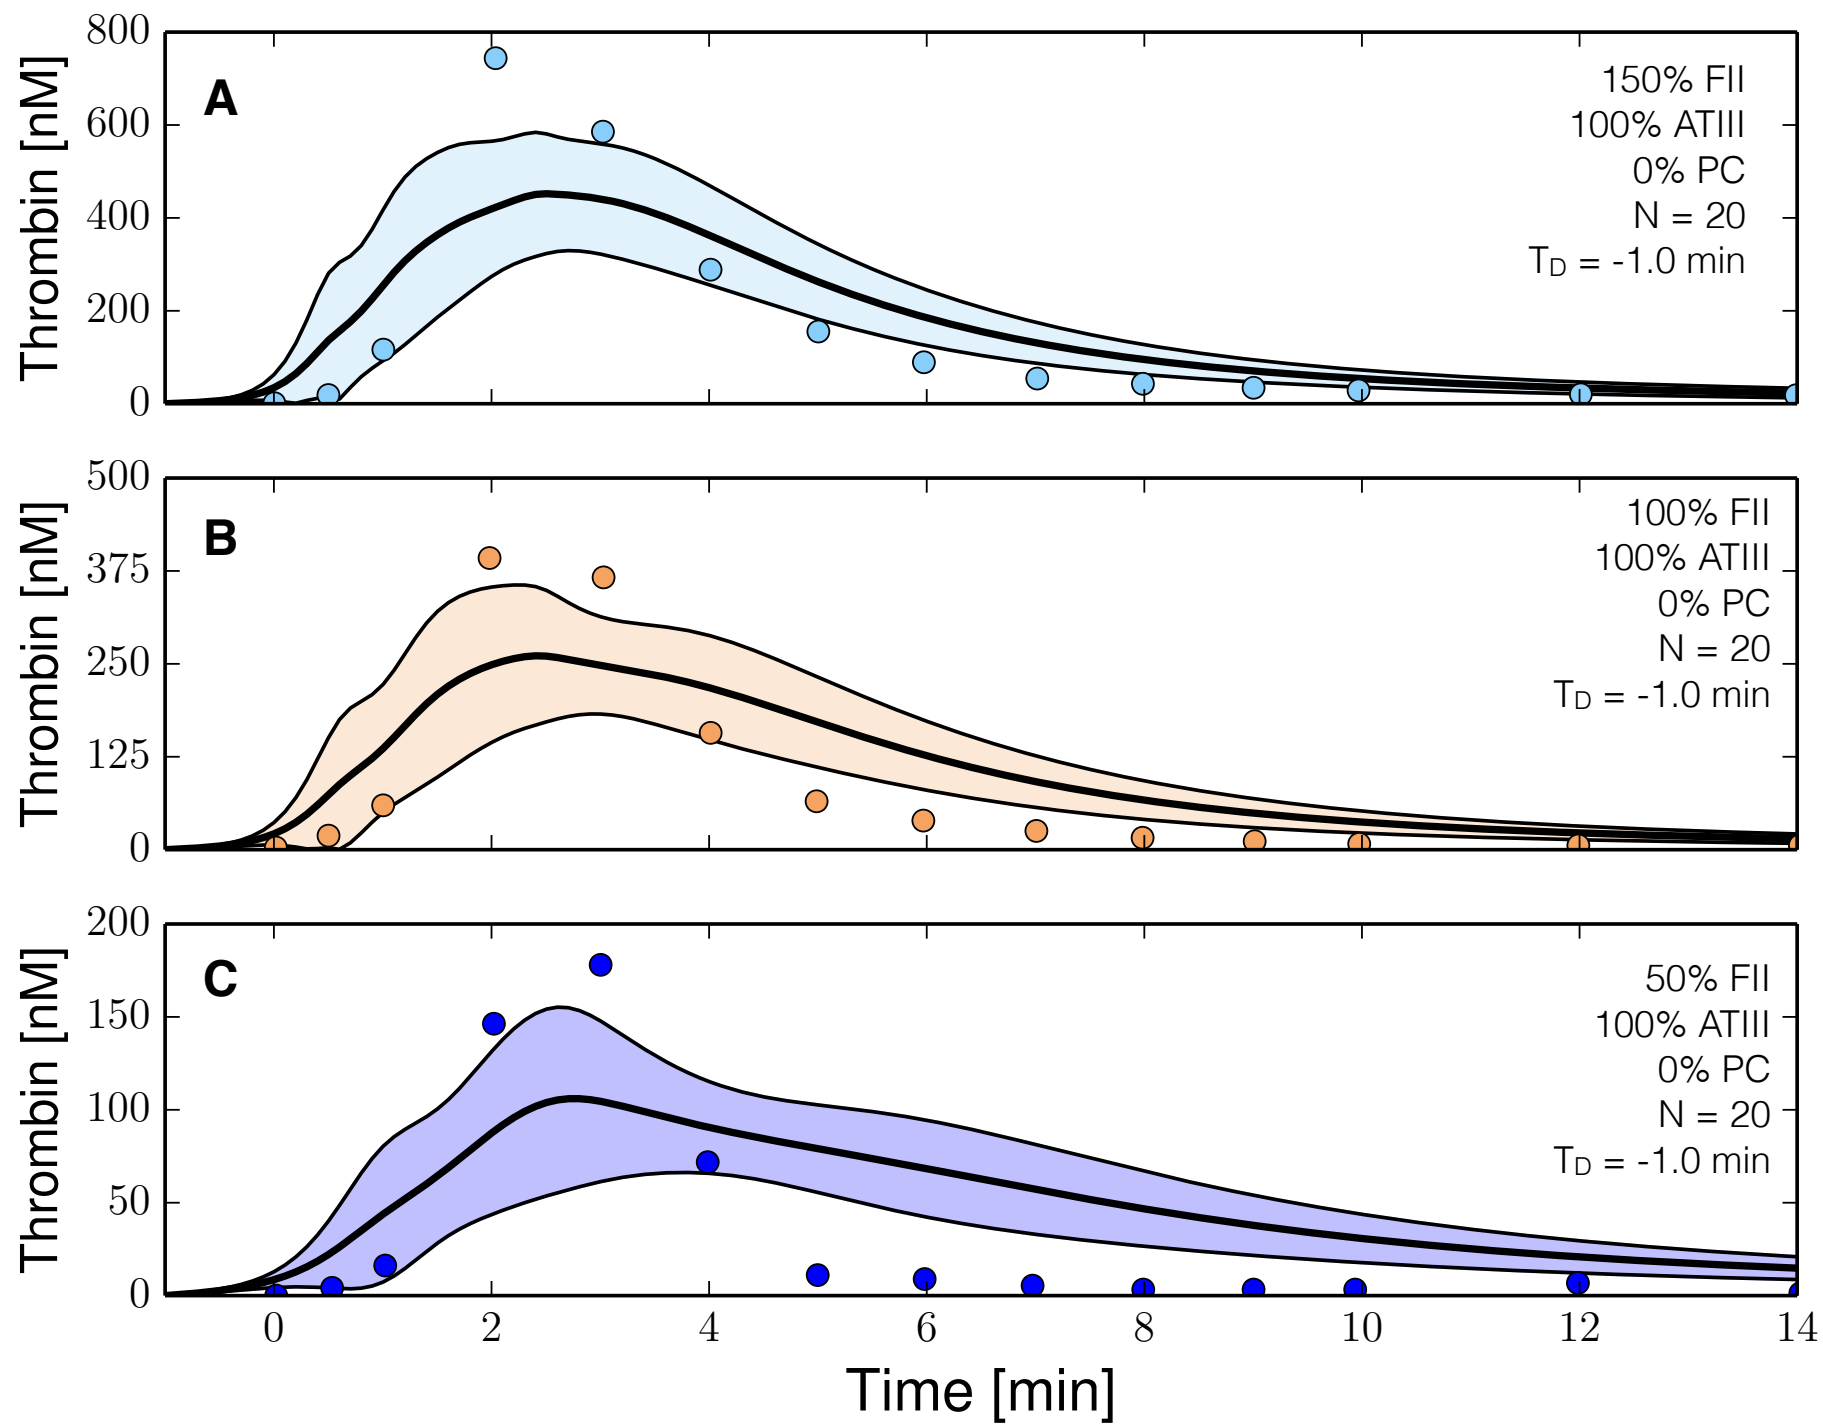 800
600
400
200
0
Thrombin [nM]
A
150% FII
100% ATIII
0% PC
N = 20
T_D = -1.0 min
500
375
250
125
0
Thrombin [nM]
B
100% FII
100% ATIII
0% PC
N = 20
T_D = -1.0 min
200
150
100
50
0
Thrombin [nM]
C
50% FII
100% ATIII
0% PC
N = 20
T_D = -1.0 min
0 2 4 6 8 10 12 14
Time [min]